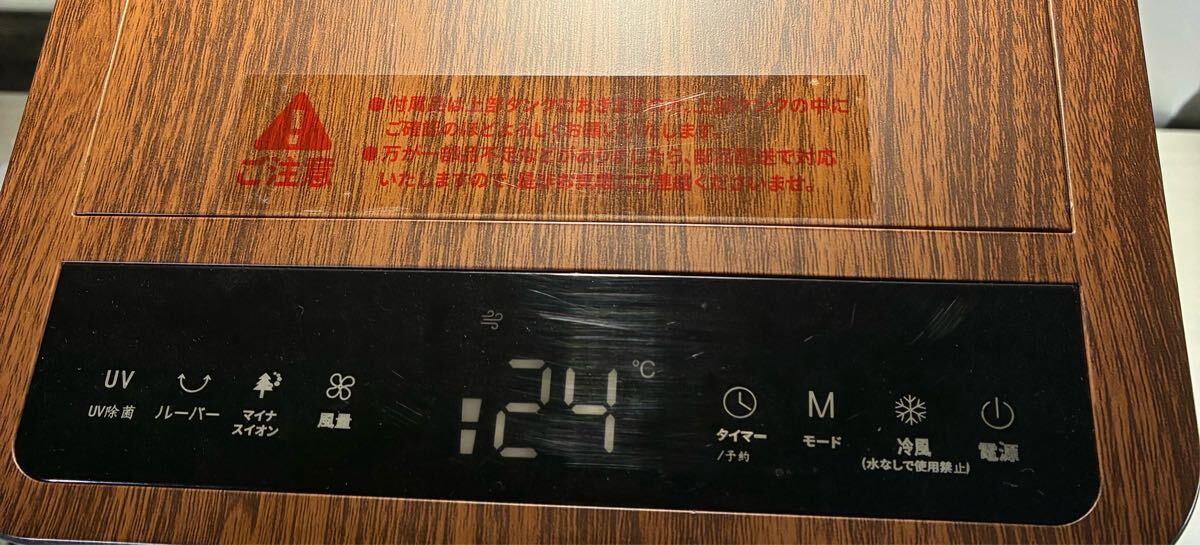 ●付属品は上部タンクにおきますので、上部タンクの中に
ご確認のほどよろしくお願いいたします。
●万が一部品不足などがありましたら、部品配送で対応
いたしますので、是非お気軽にご連絡くださいませ。
ご注意
24
℃
UV
UV除菌
ルーバー
マイナ
スイオン
風量
タイマー
/予約
M
モード
冷風
(水なしで使用禁止)
電源